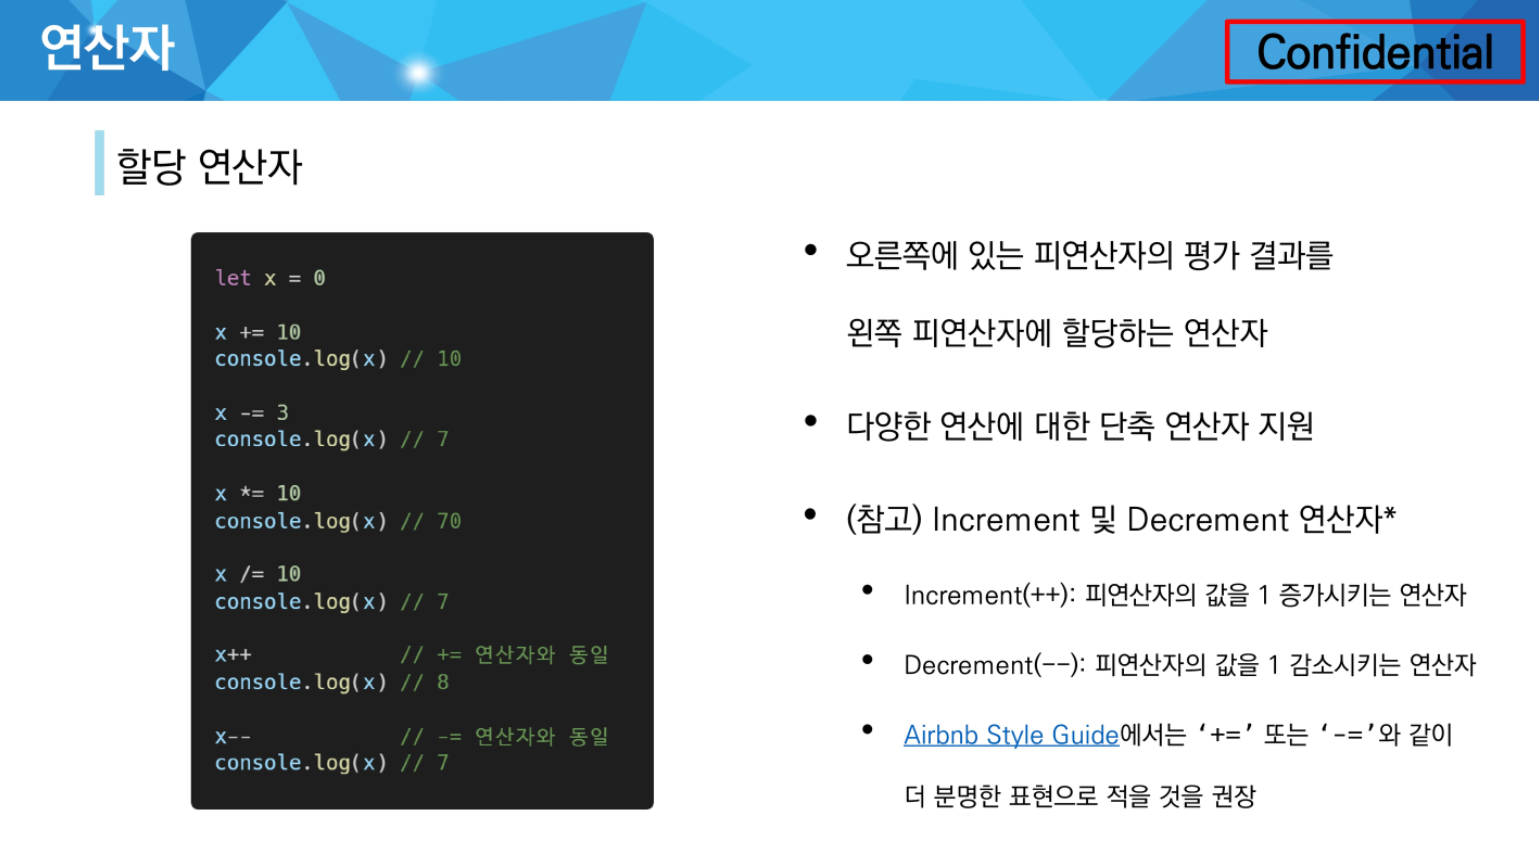 연산자
Confidential
할당 연산자
let x = 0
x += 10
console.log(x) // 10
x -= 3
console.log(x) // 7
x *= 10
console.log(x) // 70
x /= 10
console.log(x) // 7
x++ // += 연산자와 동일
console.log(x) // 8
x-- // -= 연산자와 동일
console.log(x) // 7
• 오른쪽에 있는 피연산자의 평가 결과를
왼쪽 피연산자에 할당하는 연산자
• 다양한 연산에 대한 단축 연산자 지원
• (참고) Increment 및 Decrement 연산자*
• Increment(++): 피연산자의 값을 1 증가시키는 연산자
• Decrement(--): 피연산자의 값을 1 감소시키는 연산자
• Airbnb Style Guide에서는 ‘+=’ 또는 ‘-=’와 같이
더 분명한 표현으로 적을 것을 권장